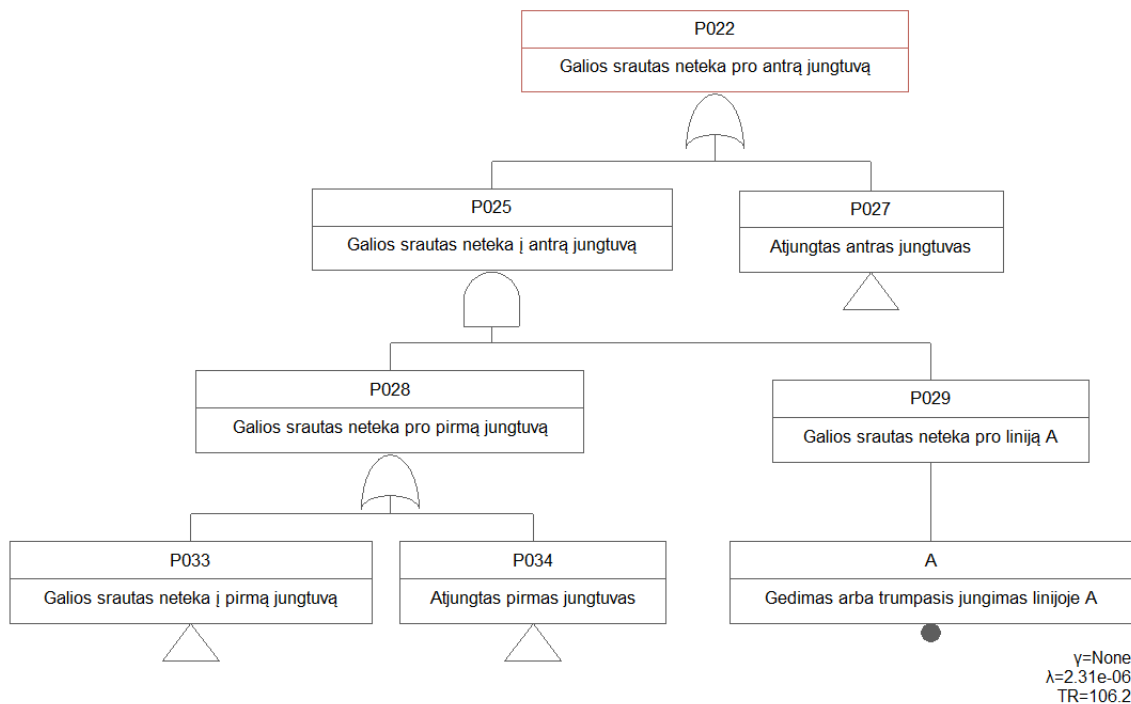 P022
Galios srautas neteka pro antrą jungtuvą
P025
Galios srautas neteka į antrą jungtuvą
P027
Atjungtas antras jungtuvas
P028
Galios srautas neteka pro pirmą jungtuvą
P029
Galios srautas neteka pro liniją A
P033
Galios srautas neteka į pirmą jungtuvą
P034
Atjungtas pirmas jungtuvas
A
Gedimas arba trumpasis jungimas linijoje A
γ=None
λ=2.31e-06
TR=106.2